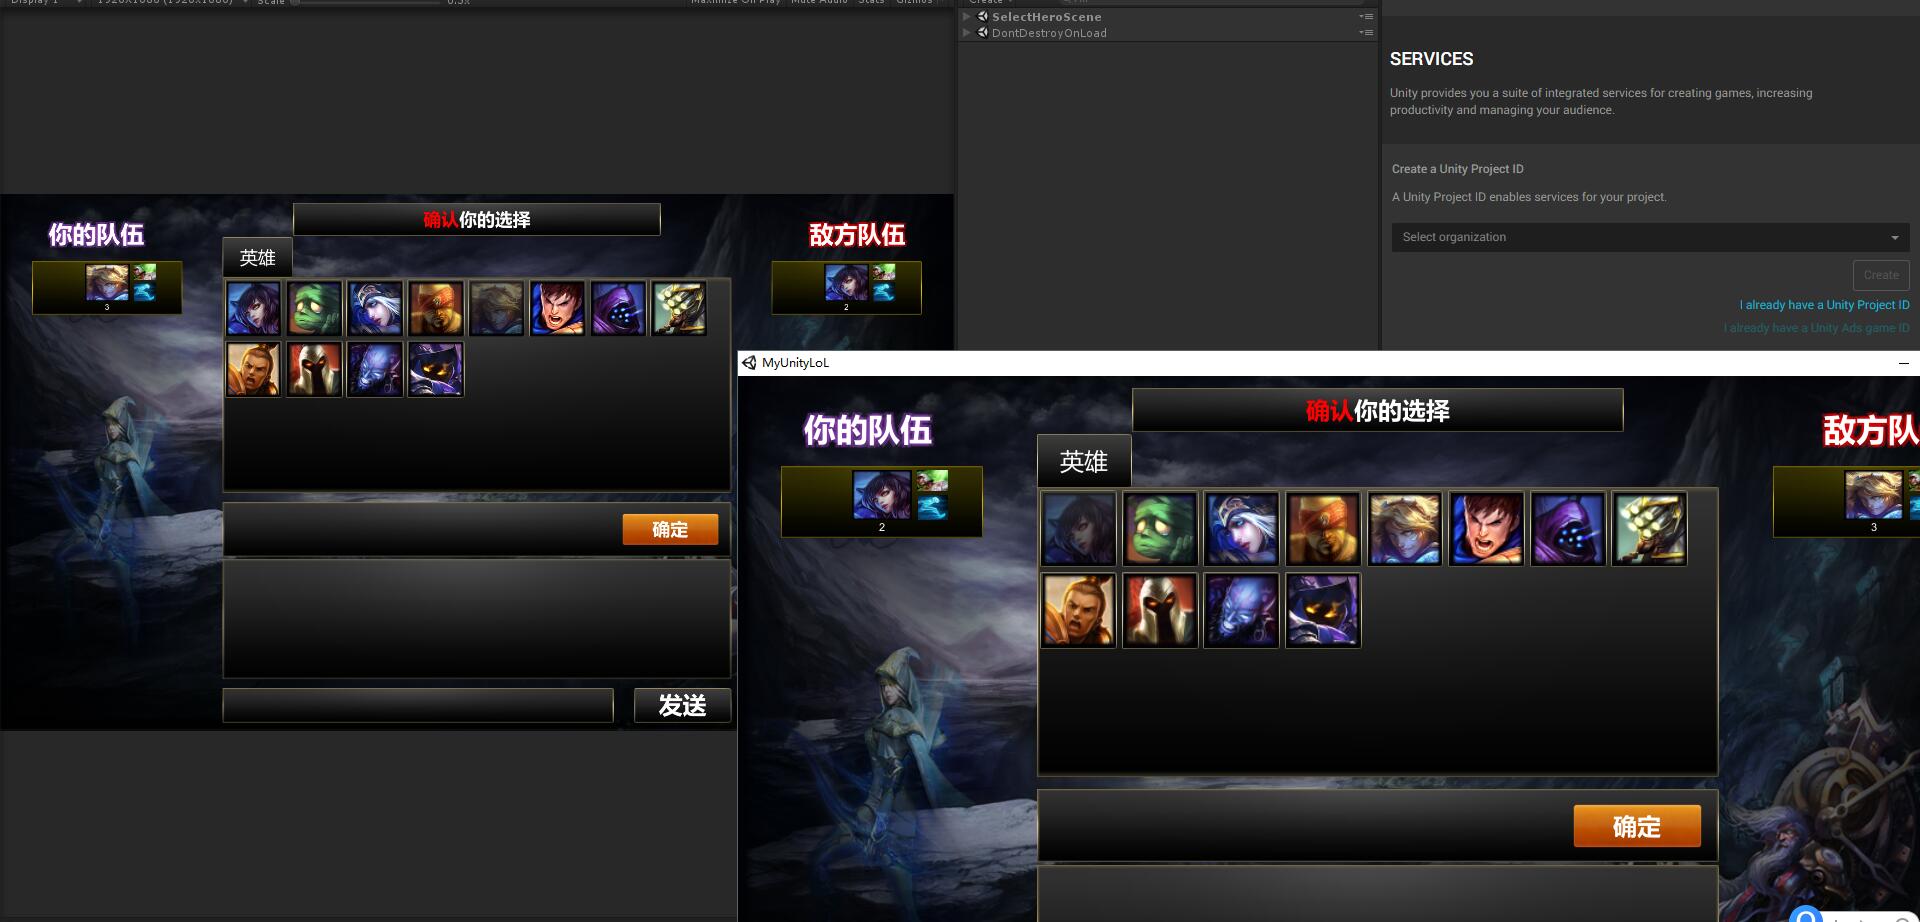 SelectHeroScene
DontDestroyOnLoad
SERVICES
Unity provides you a suite of integrated services for creating games, increasing
productivity and managing your audience.
Create a Unity Project ID
A Unity Project ID enables services for your project.
Select organization
Create
I already have a Unity Project ID
I already have a Unity Ads game ID
你的队伍
确认你的选择
敌方队伍
英雄
3
2
确定
发送
MyUnityLoL
确认你的选择
你的队伍
敌方队
英雄
2
3
确定